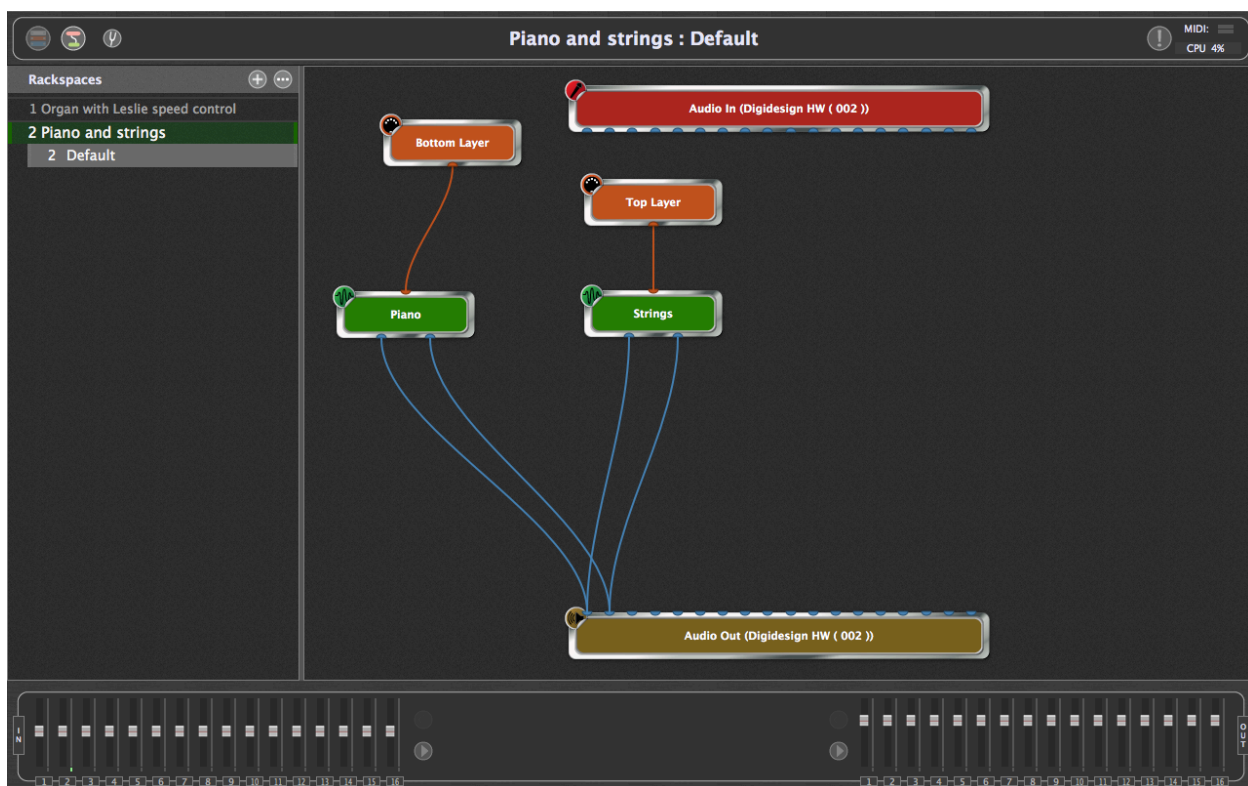 Piano and strings : Default
MIDI:
CPU 4%
Rackspaces
1 Organ with Leslie speed control
2 Piano and strings
2 Default
Audio In (Digidesign HW ( 002 ))
Bottom Layer
Top Layer
Piano
Strings
Audio Out (Digidesign HW ( 002 ))
IN
1 2 3 4 5 6 7 8 9 10 11 12 13 14 15 16
1 2 3 4 5 6 7 8 9 10 11 12 13 14 15 16
OUT